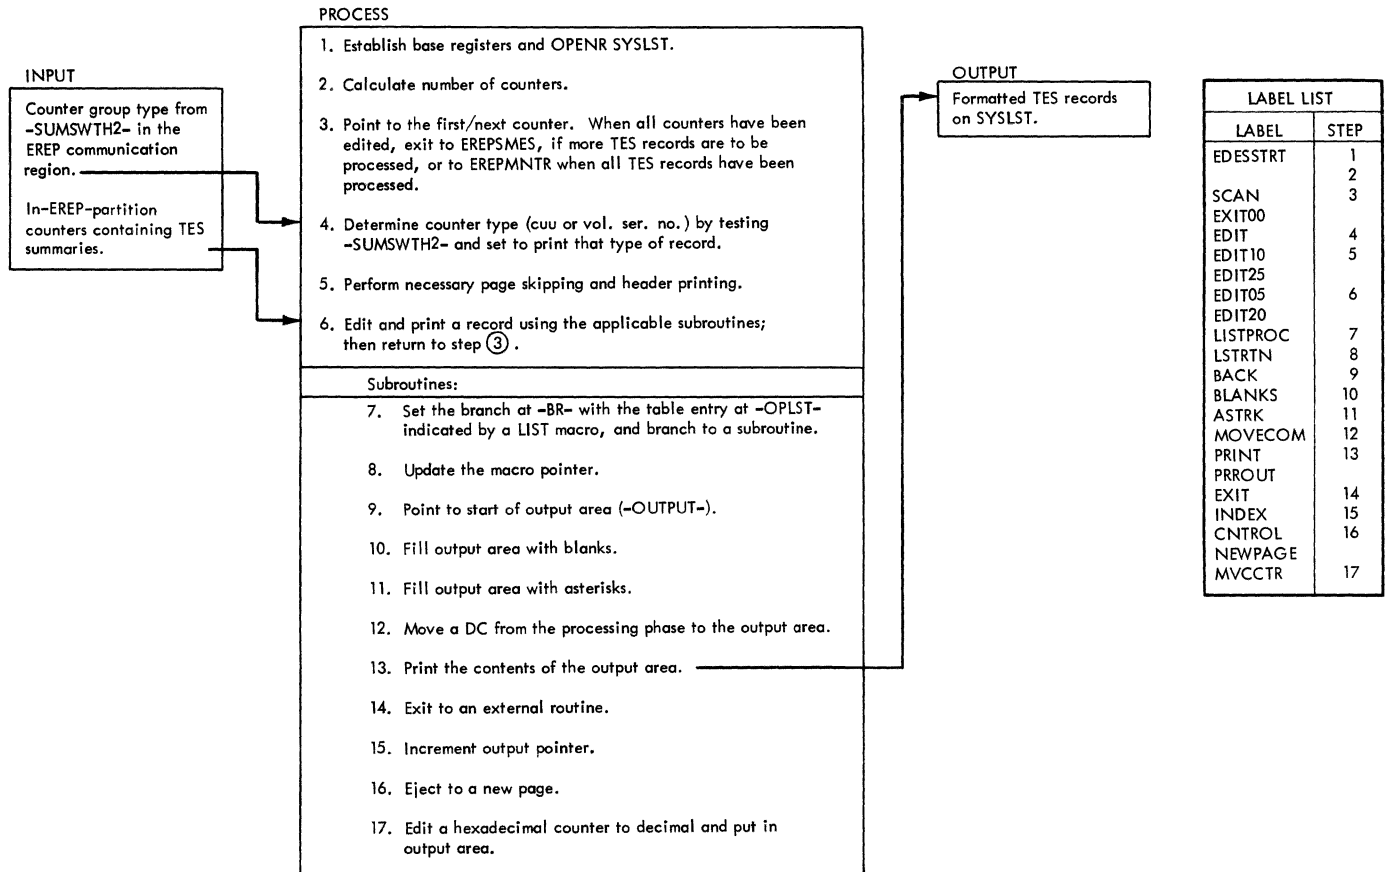 PROCESS
1. Establish base registers and OPENR SYSLST.
2. Calculate number of counters.
3. Point to the first/next counter. When all counters have been
edited, exit to EREPSMES, if more TES records are to be
processed, or to EREPMNTR when all TES records have been
processed.
4. Determine counter type (cuu or vol. ser. no.) by testing
-SUMSWTH2- and set to print that type of record.
5. Perform necessary page skipping and header printing.
6. Edit and print a record using the applicable subroutines;
then return to step 3 .
Subroutines:
7. Set the branch at -BR- with the table entry at -OPLST-
indicated by a LIST macro, and branch to a subroutine.
8. Update the macro pointer.
9. Point to start of output area (-OUTPUT-).
10. Fill output area with blanks.
11. Fill output area with asterisks.
12. Move a DC from the processing phase to the output area.
13. Print the contents of the output area.
14. Exit to an external routine.
15. Increment output pointer.
16. Eject to a new page.
17. Edit a hexadecimal counter to decimal and put in
output area.
INPUT
Counter group type from
-SUMSWTH2- in the
EREP communication
region.
In-EREP-partition
counters containing TES
summaries.
OUTPUT
Formatted TES records
on SYSLST.
LABEL LIST
LABEL STEP
EDESSTRT 1
2
SCAN 3
EXIT00
EDIT 4
EDIT10 5
EDIT25
EDIT05 6
EDIT20
LISTPROC 7
LSTRTN 8
BACK 9
BLANKS 10
ASTRK 11
MOVECOM 12
PRINT 13
PRROUT
EXIT 14
INDEX 15
CNTROL 16
NEWPAGE
MVCCTR 17